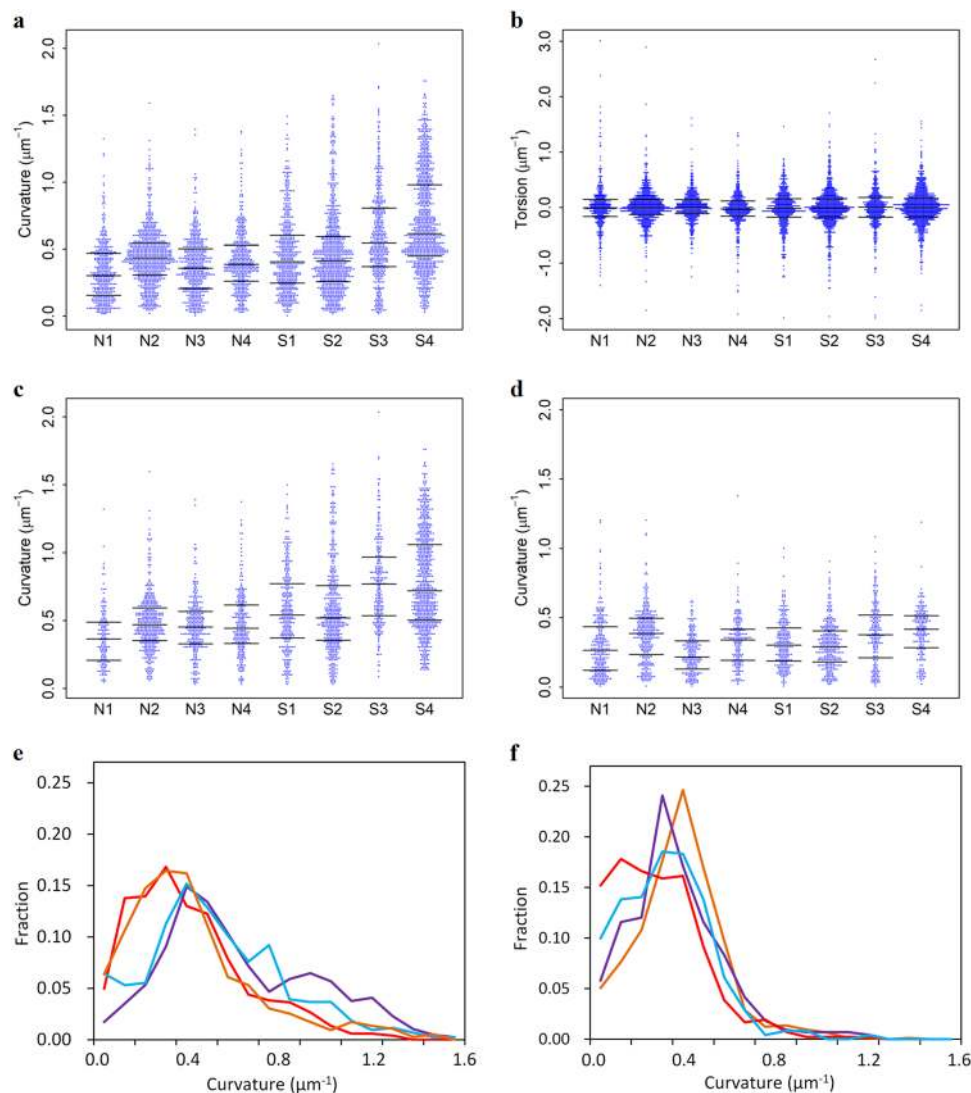 a
2.0
1.5
1.0
0.5
0.0
Curvature (μm⁻¹)
N1 N2 N3 N4 S1 S2 S3 S4
b
3.0
1.0
0.0
-1.0
-2.0
Torsion (μm⁻¹)
N1 N2 N3 N4 S1 S2 S3 S4
c
2.0
1.5
1.0
0.5
0.0
Curvature (μm⁻¹)
N1 N2 N3 N4 S1 S2 S3 S4
d
2.0
1.5
1.0
0.5
0.0
Curvature (μm⁻¹)
N1 N2 N3 N4 S1 S2 S3 S4
e
0.25
0.20
0.15
0.10
0.05
0.00
Fraction
0.0 0.4 0.8 1.2 1.6
Curvature (μm⁻¹)
f
0.25
0.20
0.15
0.10
0.05
0.00
Fraction
0.0 0.4 0.8 1.2 1.6
Curvature (μm⁻¹)